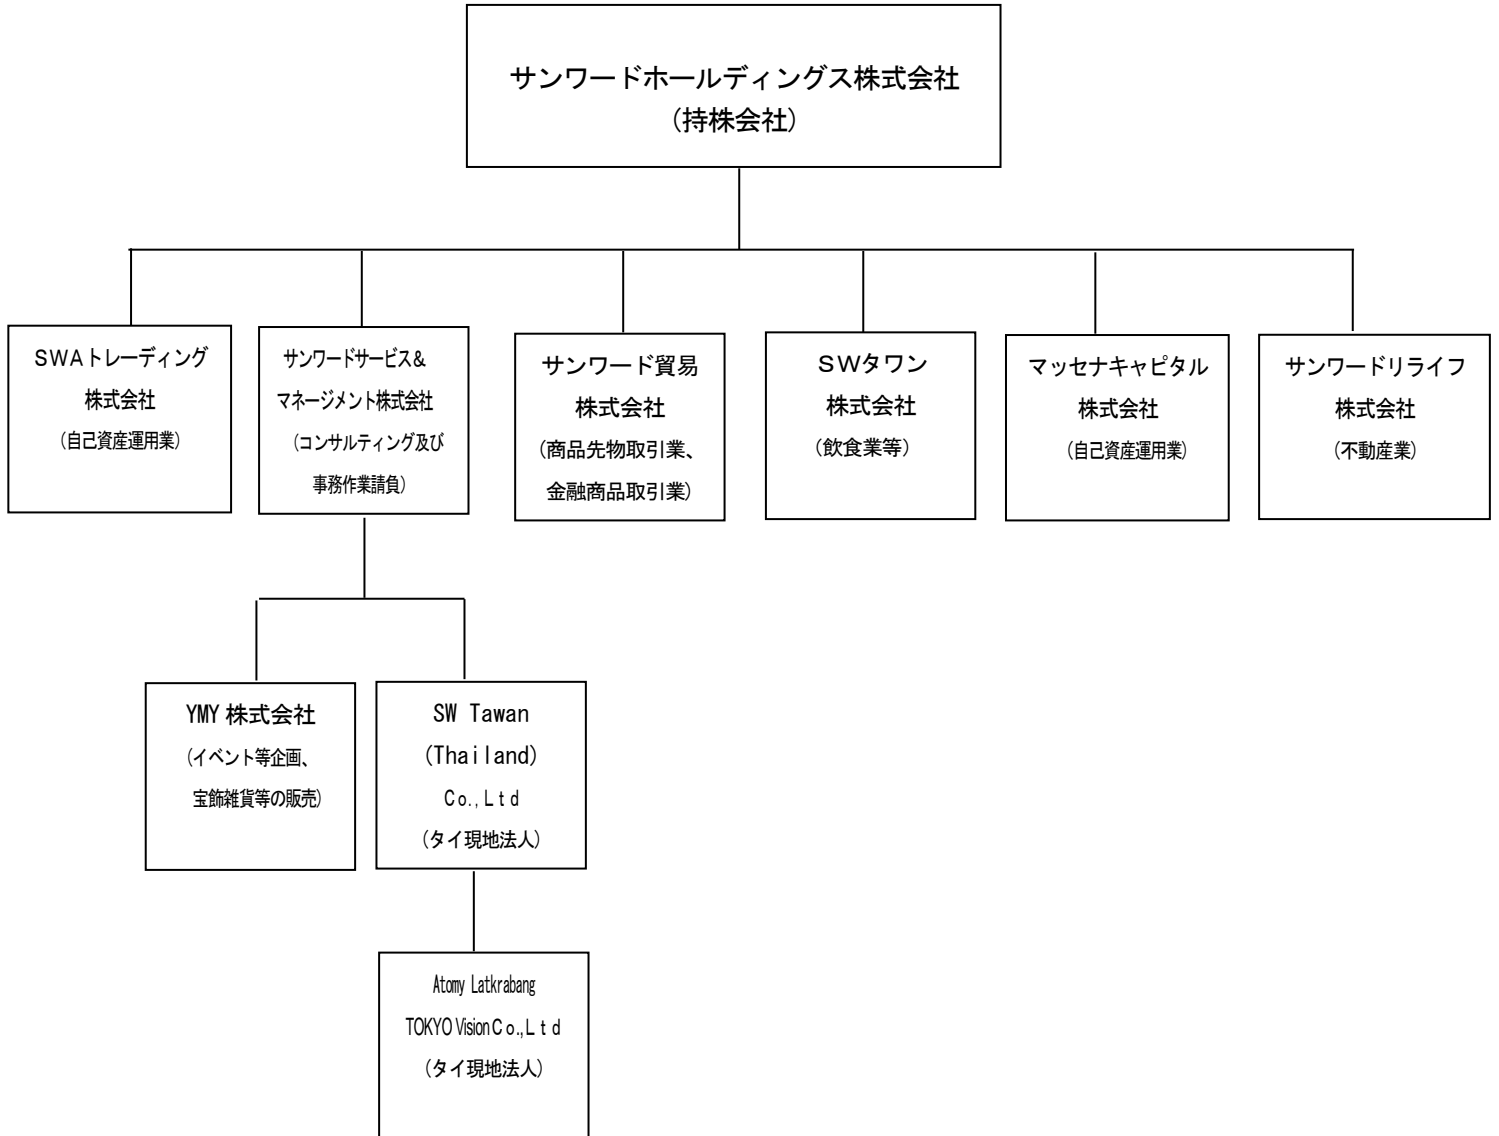 サンワードホールディングス株式会社
（持株会社）
ＳＷＡトレーディング
株式会社
（自己資産運用業）
サンワードサービス＆
マネージメント株式会社
（コンサルティング及び
事務作業請負）
サンワード貿易
株式会社
（商品先物取引業、
金融商品取引業）
ＳＷタワン
株式会社
（飲食業等）
マッセナキャピタル
株式会社
（自己資産運用業）
サンワードリライフ
株式会社
（不動産業）
YMY 株式会社
（イベント等企画、
宝飾雑貨等の販売）
SW Tawan
（Thailand）
Ｃｏ．，Ｌｔｄ
（タイ現地法人）
Atomy Latkrabang
TOKYO Vision Ｃｏ．，Ｌｔｄ
（タイ現地法人）